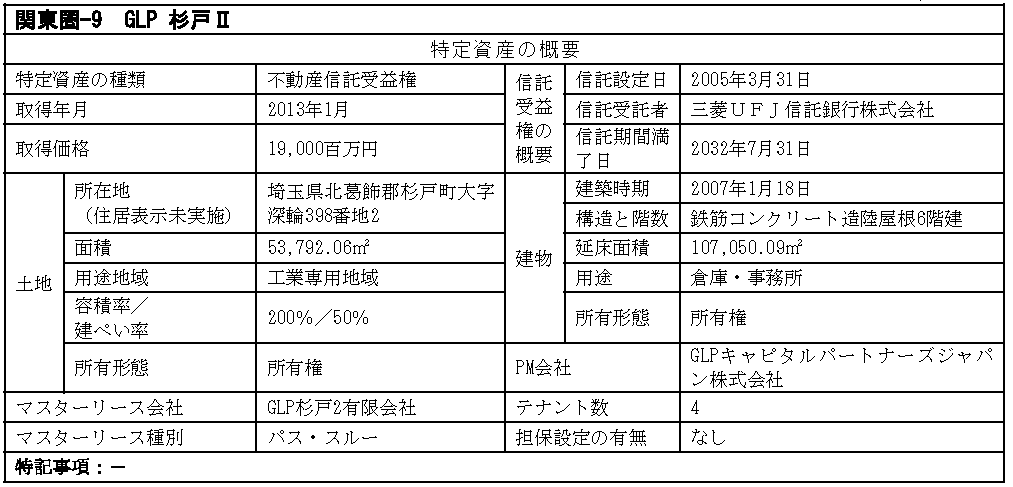 関東圏-9 GLP 杉戸Ⅱ
特定資産の概要
特定資産の種類 不動産信託受益権 信託 信託設定日 2005年3月31日
取得年月 2013年1月 受益 信託受託者 三菱ＵＦＪ信託銀行株式会社
取得価格 19,000百万円 権の 信託期間満 2032年7月31日
概要 了日
所在地 埼玉県北葛飾郡杉戸町大字 建築時期 2007年1月18日
（住居表示未実施） 深輪398番地2 構造と階数 鉄筋コンクリート造陸屋根6階建
面積 53,792.06㎡ 建物 延床面積 107,050.09㎡
土地 用途地域 工業専用地域 用途 倉庫・事務所
容積率／ 200％／50％ 所有形態 所有権
建ぺい率
所有形態 所有権 PM会社 GLPキャピタルパートナーズジャパ
ン株式会社
マスターリース会社 GLP杉戸2有限会社 テナント数 4
マスターリース種別 パス・スルー 担保設定の有無 なし
特記事項：－